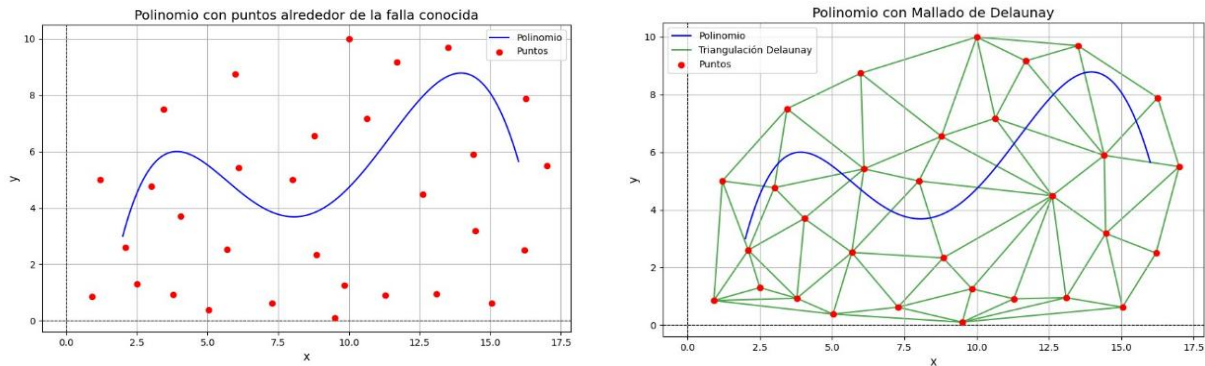 Polinomio con puntos alrededor de la falla conocida
Polinomio
Puntos
10
8
6
4
2
0
y
0.0 2.5 5.0 7.5 10.0 12.5 15.0 17.5
x
Polinomio con Mallado de Delaunay
Polinomio
Triangulación Delaunay
Puntos
10
8
6
4
2
0
y
0.0 2.5 5.0 7.5 10.0 12.5 15.0 17.5
x